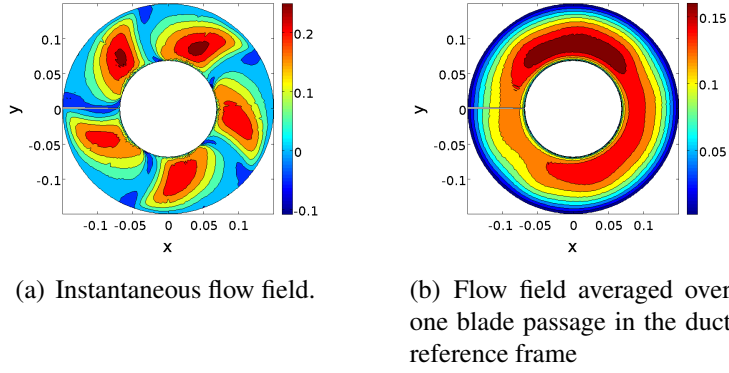 0.15
0.1
0.05
0
-0.05
-0.1
y
-0.1 -0.05 0 0.05 0.1
x
0.2
0.1
0
-0.1
0.1
0.05
0
-0.05
-0.1
y
-0.1 -0.05 0 0.05 0.1
x
0.15
0.1
0.05
(a) Instantaneous flow field.
(b) Flow field averaged over
one blade passage in the duct
reference frame